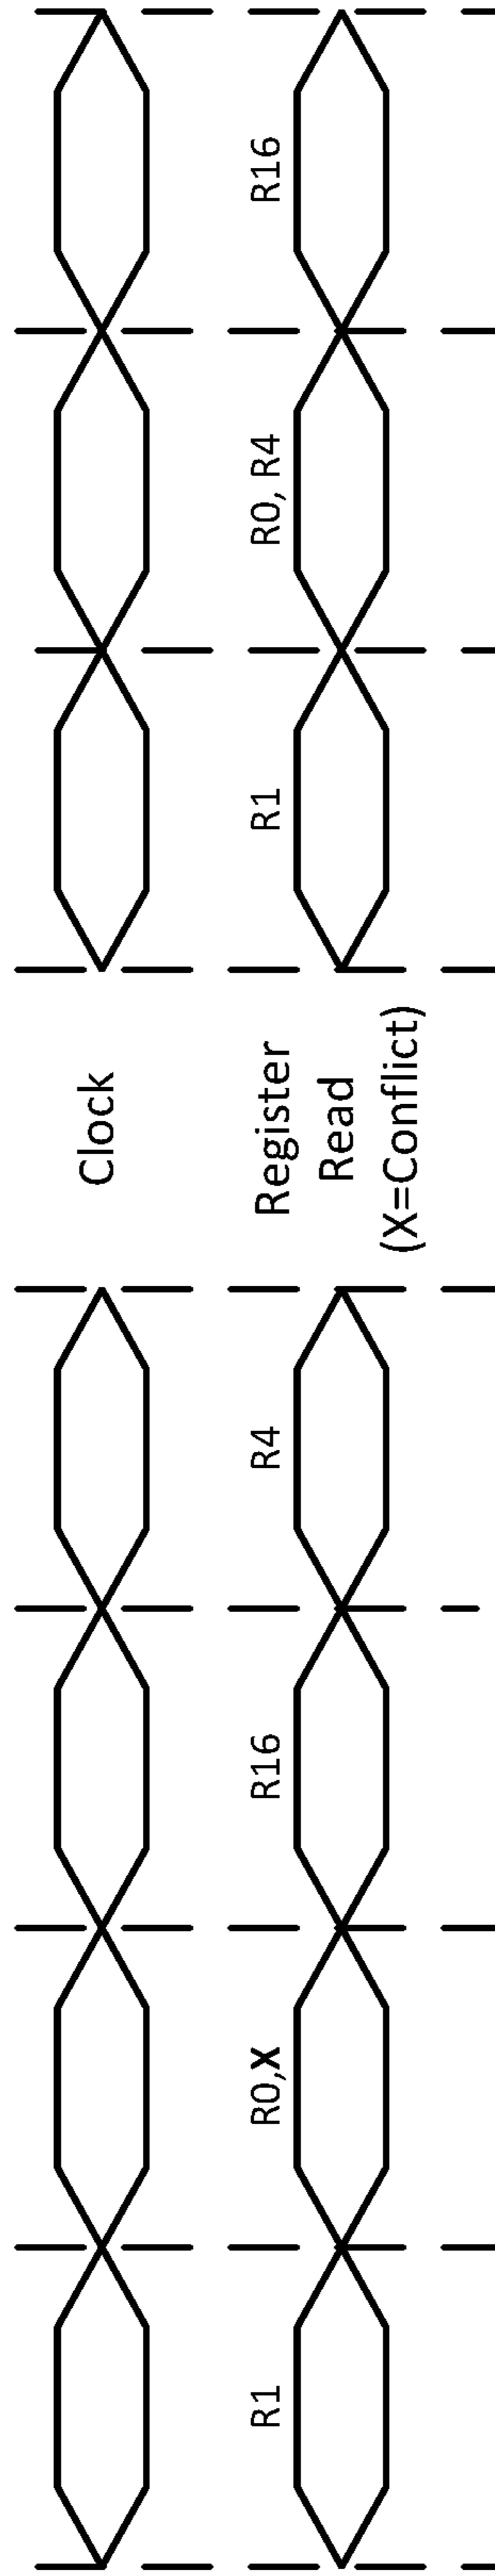 Clock
R1
R0,X
R16
R4
Register
Read
(X=Conflict)
R1
R0, R4
R16